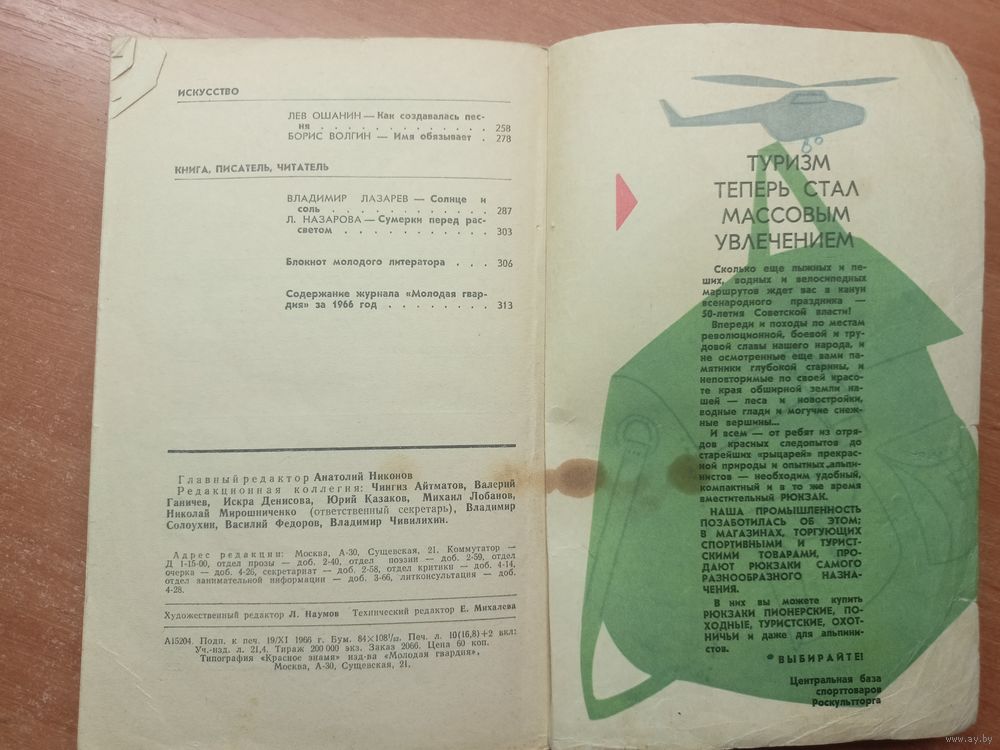 ИСКУССТВО
ЛЕВ ОШАНИН — Как создавалась пес-
ня . . . . . . . . . . . . . 258
БОРИС ВОЛГИН — Имя обязывает . 278
КНИГА, ПИСАТЕЛЬ, ЧИТАТЕЛЬ
ВЛАДИМИР ЛАЗАРЕВ — Солнце и
соль . . . . . . . . . . . . 287
Л. НАЗАРОВА — Сумерки перед рас-
светом . . . . . . . . . . . 303
Блокнот молодого литератора . . . 306
Содержание журнала «Молодая гвар-
дия» за 1966 год . . . . . . . . 313
Главный редактор Анатолий Никонов
Редакционная коллегия: Чингиз Айтматов, Валерий
Ганичев, Искра Денисова, Юрий Казаков, Михаил Лобанов,
Николай Мирошниченко (ответственный секретарь), Владимир
Солоухин, Василий Федоров, Владимир Чивилихин.
Адрес редакции: Москва, А-30, Сущевская, 21. Коммутатор —
Д 1-15-00, отдел прозы — доб. 2-40, отдел поэзии — доб. 2-59, отдел
очерка — доб. 4-26, секретариат — доб. 2-58, отдел критики — доб. 4-14,
отдел занимательной информации — доб. 3-66, литконсультация — доб.
4-28.
Художественный редактор Л. Наумов Технический редактор Е. Михалева
А15204. Подп. к печ. 19/XI 1966 г. Бум. 84×108¹/₃₂. Печ. л. 10(16,8)+2 вкл.
Уч.-изд. л. 21,4. Тираж 200 000 экз. Заказ 2066. Цена 60 коп.
Типография «Красное знамя» изд-ва «Молодая гвардия»,
Москва, А-30, Сущевская, 21.
ТУРИЗМ
ТЕПЕРЬ СТАЛ
МАССОВЫМ
УВЛЕЧЕНИЕМ
Сколько еще лыжных и пе-
ших, водных и велосипедных
маршрутов ждет вас в канун
всенародного праздника —
50-летия Советской власти!
Впереди и походы по местам
революционной, боевой и тру-
довой славы нашего народа, и
не осмотренные еще вами па-
мятники глубокой старины, и
неповторимые по своей красо-
те края обширной земли на-
шей — леса и новостройки,
водные глади и могучие снеж-
ные вершины...
И всем — от ребят из отря-
дов красных следопытов до
старейших «рыцарей» прекрас-
ной природы и опытных альпи-
нистов — необходим удобный,
компактный и в то же время
вместительный РЮКЗАК.
НАША ПРОМЫШЛЕННОСТЬ
ПОЗАБОТИЛАСЬ ОБ ЭТОМ:
В МАГАЗИНАХ, ТОРГУЮЩИХ
СПОРТИВНЫМИ И ТУРИСТ-
СКИМИ ТОВАРАМИ, ПРО-
ДАЮТ РЮКЗАКИ САМОГО
РАЗНООБРАЗНОГО НАЗНА-
ЧЕНИЯ.
В них вы можете купить
РЮКЗАКИ ПИОНЕРСКИЕ, ПО-
ХОДНЫЕ, ТУРИСТСКИЕ, ОХОТ-
НИЧЬИ и даже для альпини-
стов.
ВЫБИРАЙТЕ!
Центральная база
спорттоваров
Роскультторга
www.ay.by